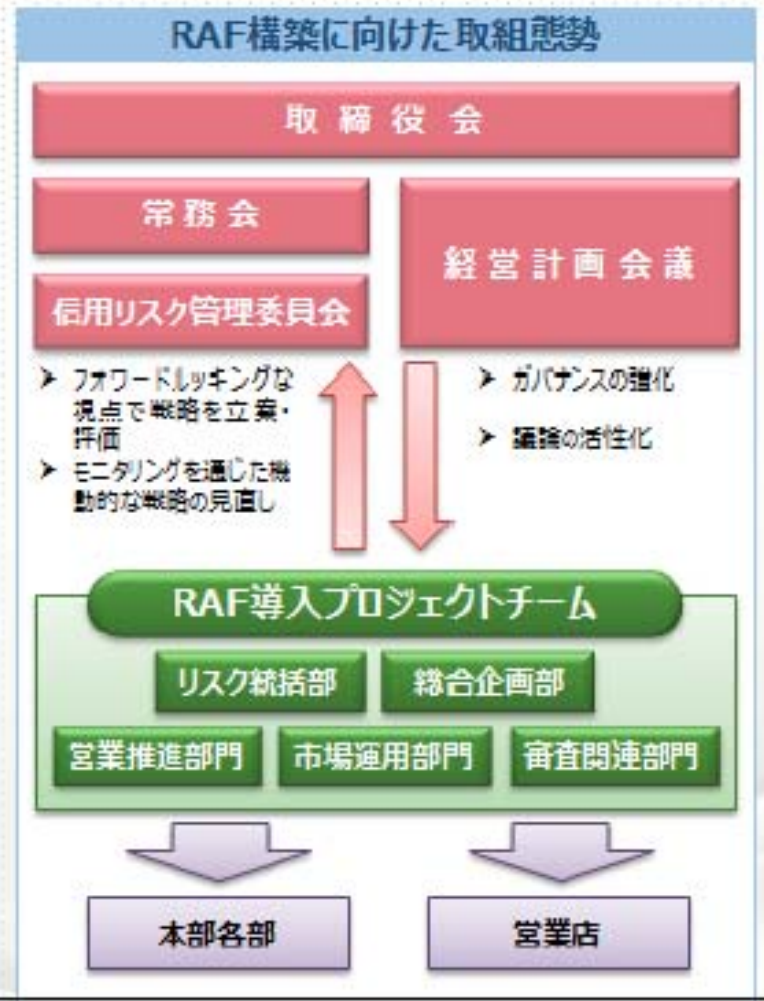 RAF構築に向けた取組態勢
取締役会
常務会
経営計画会議
信用リスク管理委員会
➤ フォワードルッキングな
視点で戦略を立案・
評価
➤ モニタリングを通じた機
動的な戦略の見直し
➤ ガバナンスの強化
➤ 議論の活性化
RAF導入プロジェクトチーム
リスク統括部
総合企画部
営業推進部門
市場運用部門
審査関連部門
本部各部
営業店